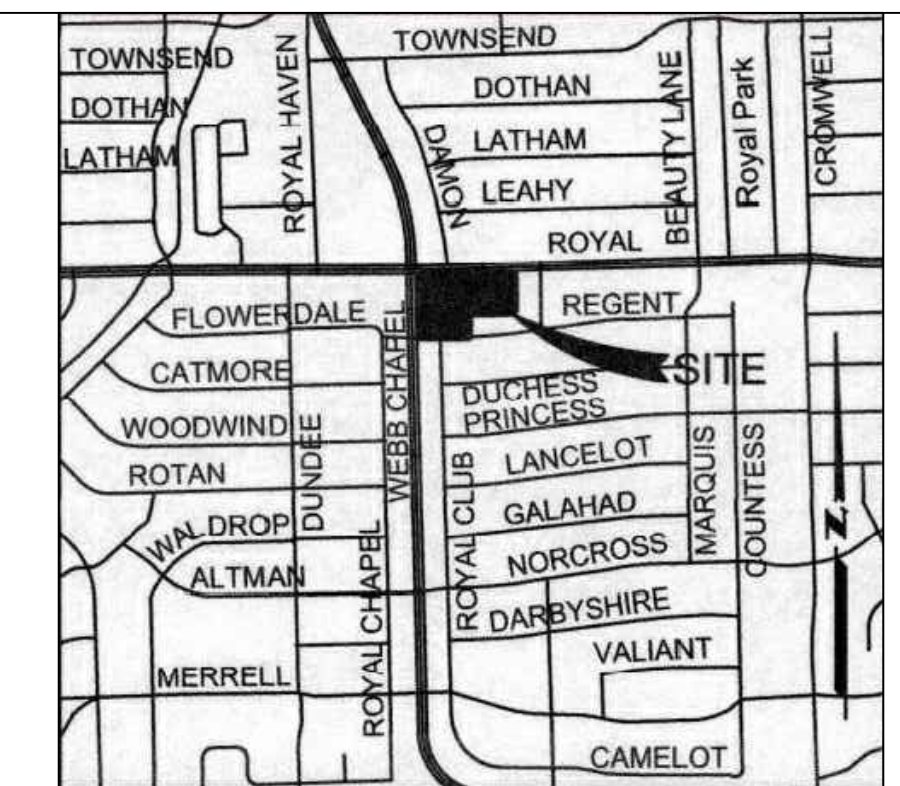 TOWNSEND
TOWNSEND
ROYAL HAVEN
DOTHAN
DOTHAN
LATHAM
LATHAM
DAMON
LEAHY
BEAUTY LANE
Royal Park
CROMWELL
ROYAL
FLOWERDALE
WEBB CHAPEL
REGENT
CATMORE
SITE
DUCHESS
PRINCESS
WOODWIND
DUNDEE
LANCELOT
MARQUIS
COUNTESS
ROTAN
ROYAL CLUB
GALAHAD
N
WALDROP
NORCROSS
ALTMAN
ROYAL CHAPEL
DARBYSHIRE
VALIANT
MERRELL
CAMELOT